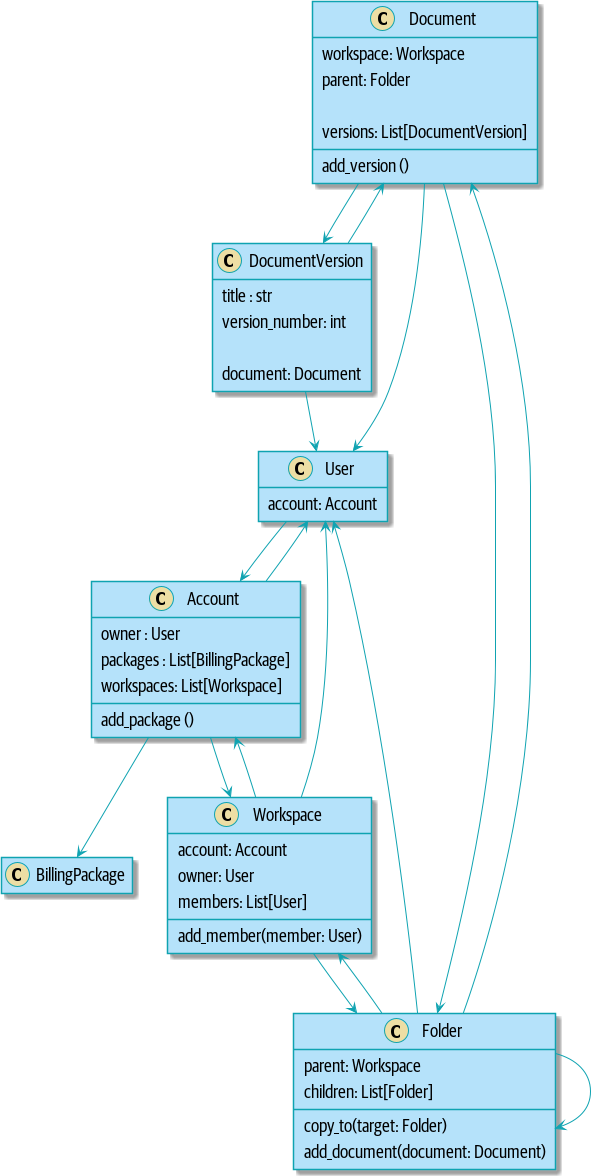 C Document
workspace: Workspace
parent: Folder
versions: List[DocumentVersion]
add_version ()
C DocumentVersion
title : str
version_number: int
document: Document
C User
account: Account
C Account
owner : User
packages : List[BillingPackage]
workspaces: List[Workspace]
add_package ()
C Workspace
account: Account
owner: User
members: List[User]
add_member(member: User)
C BillingPackage
C Folder
parent: Workspace
children: List[Folder]
copy_to(target: Folder)
add_document(document: Document)